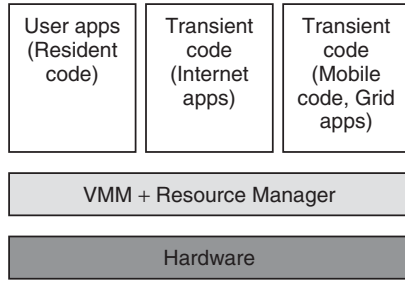 User apps
(Resident
code)
Transient
code
(Internet
apps)
Transient
code
(Mobile
code, Grid
apps)
VMM + Resource Manager
Hardware